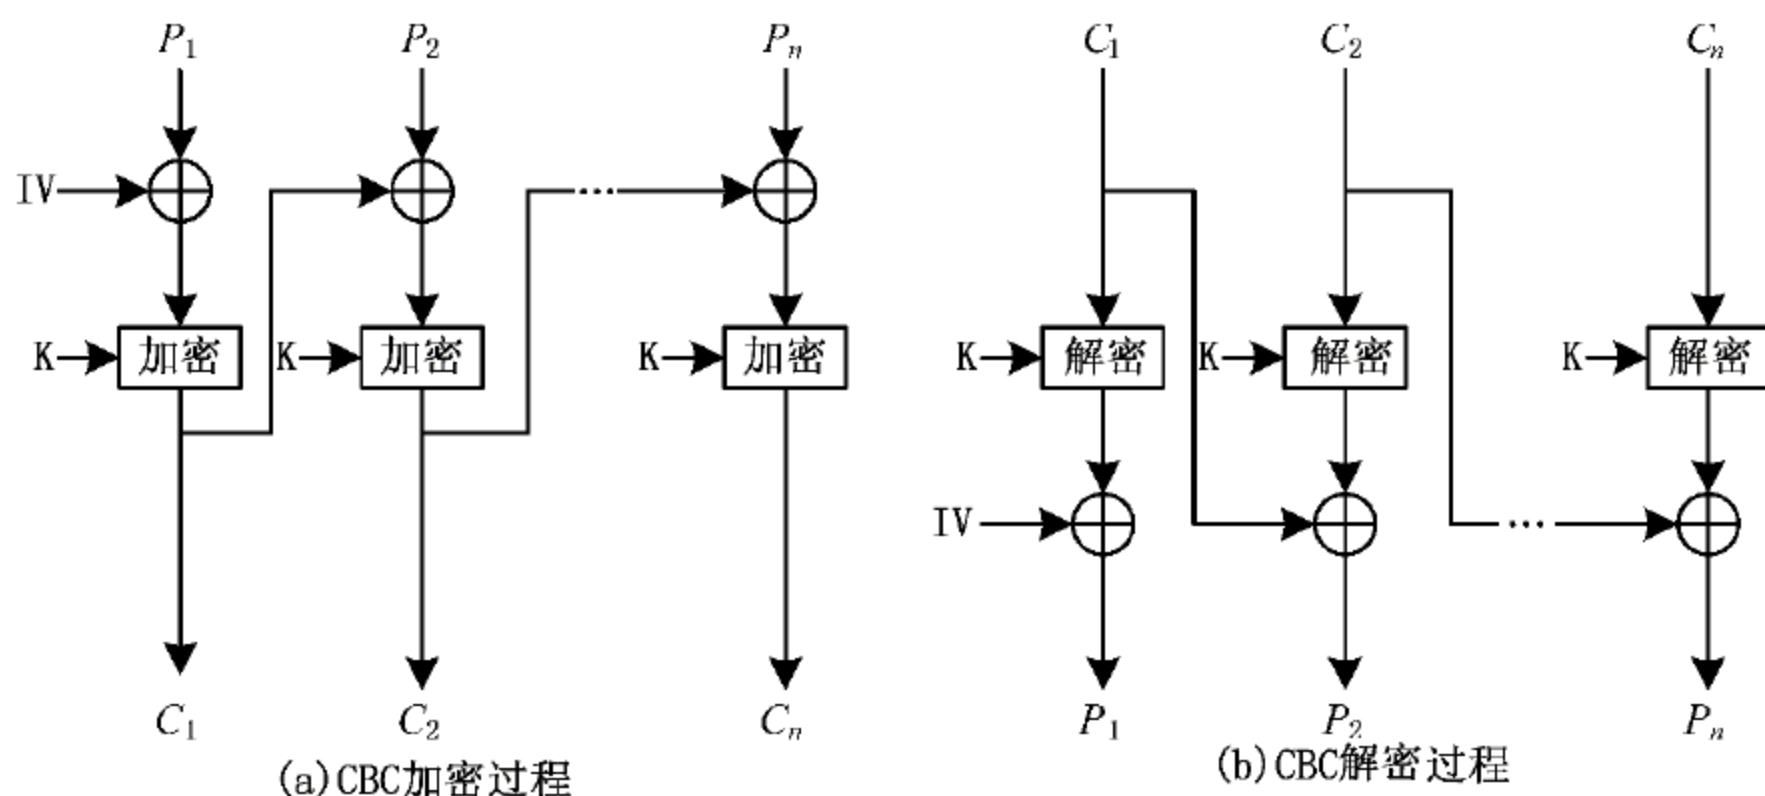 P₁ P₂ Pₙ C₁ C₂ Cₙ
IV ... 
K 加密 K 加密 K 加密 K 解密 K 解密 K 解密
IV ...
C₁ C₂ Cₙ P₁ P₂ Pₙ
(a)CBC加密过程 (b)CBC解密过程